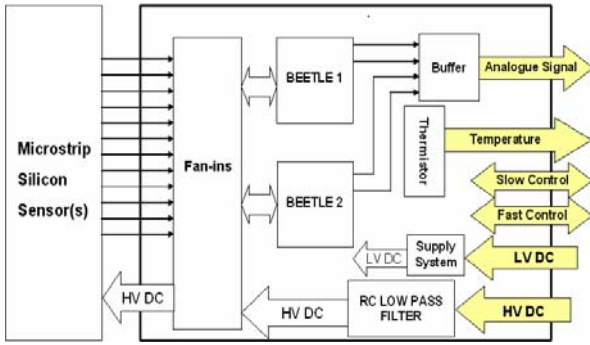 Microstrip
Silicon
Sensor(s)
Fan-ins
BEETLE 1
BEETLE 2
Buffer
Thermistor
Analogue Signal
Temperature
Slow Control
Fast Control
LV DC
Supply
System
LV DC
HV DC
HV DC
RC LOW PASS
FILTER
HV DC